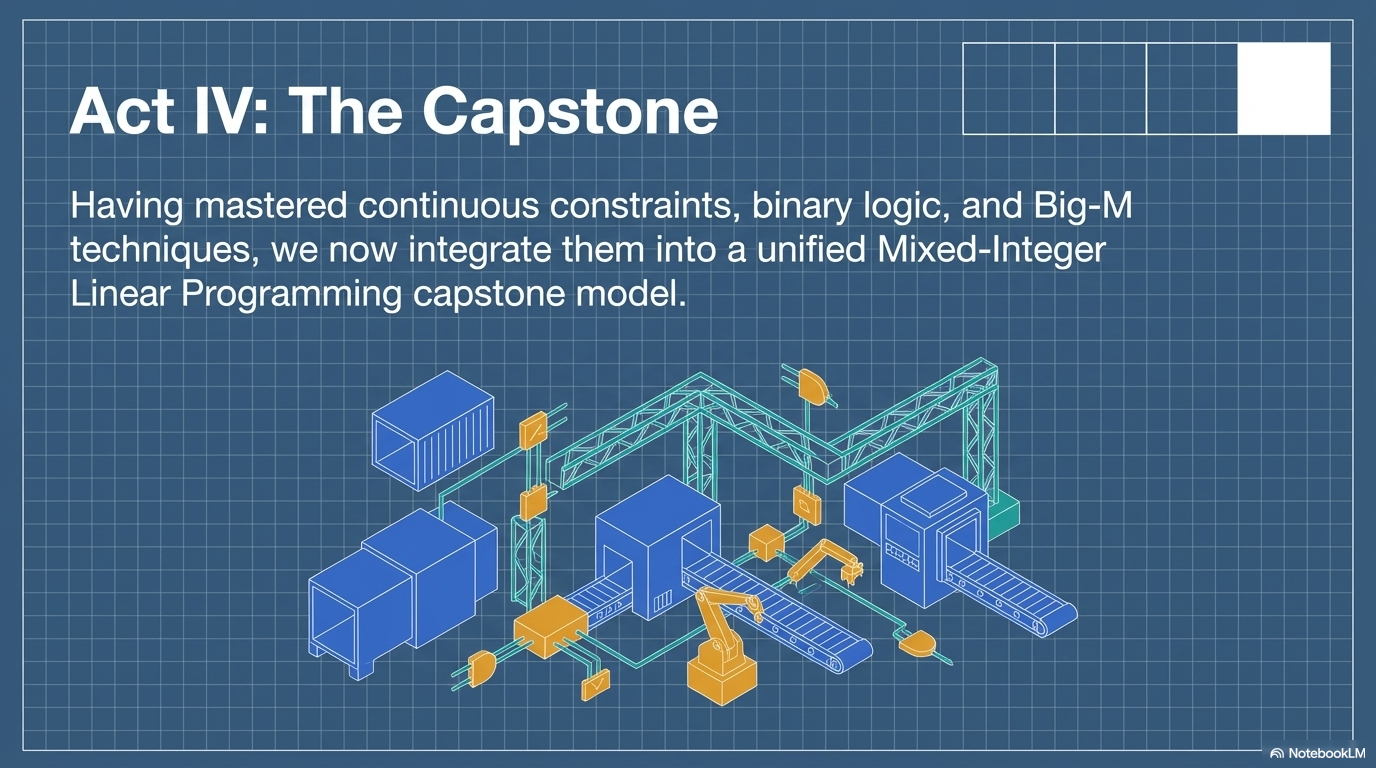 Act IV: The Capstone
Having mastered continuous constraints, binary logic, and Big-M
techniques, we now integrate them into a unified Mixed-Integer
Linear Programming capstone model.
NotebookLM